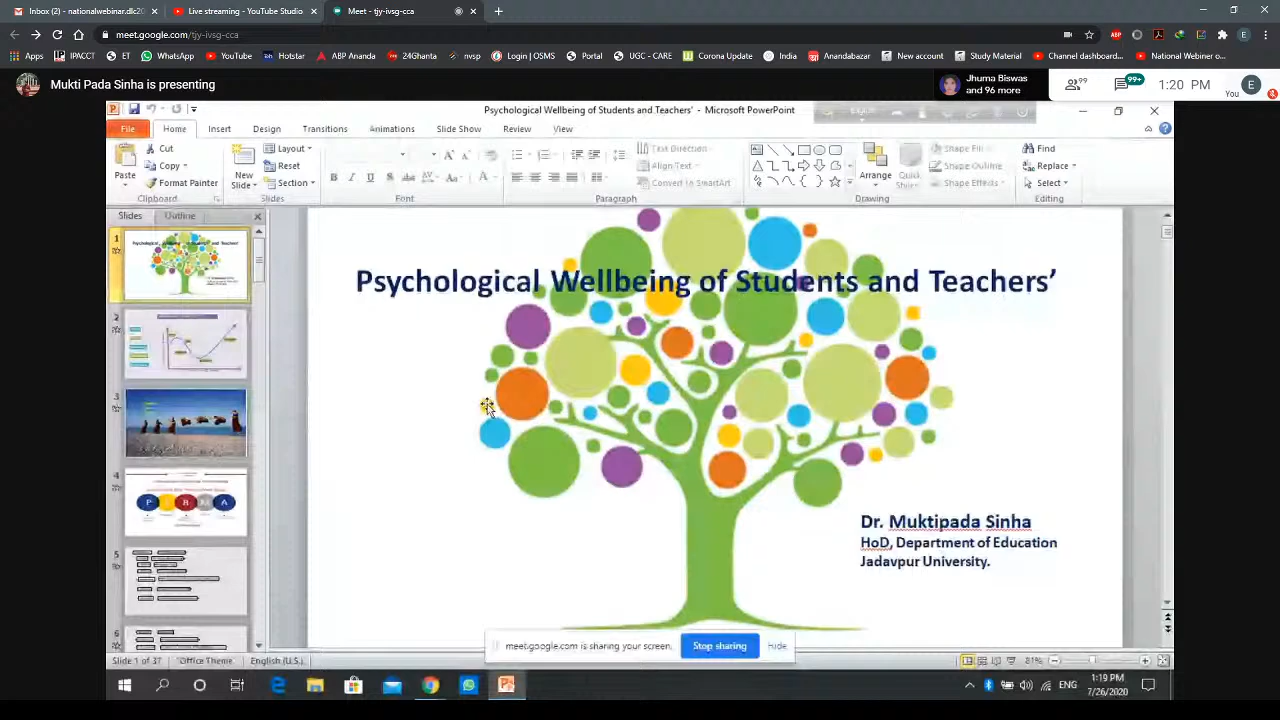 Inbox (2) - nationalwebinar.dlc20
Live streaming - YouTube Studio
Meet - tjy-ivsg-cca
meet.google.com/tjy-ivsg-cca
Apps
IPACCT
ET
WhatsApp
YouTube
Hotstar
ABP Ananda
24Ghanta
nvsp
Login | OSMS
Portal
UGC - CARE
Corona Update
India
Anandabazar
New account
Study Material
Channel dashboard...
National Webinar o...
Mukti Pada Sinha is presenting
Jhuma Biswas
and 96 more
99
99+
1:20 PM
You
E
Psychological Wellbeing of Students and Teachers' - Microsoft PowerPoint
File
Home
Insert
Design
Transitions
Animations
Slide Show
Review
View
Paste
Cut
Copy
Format Painter
Clipboard
New
Slide
Layout
Reset
Section
Slides
Font
Text Direction
Align Text
Convert to SmartArt
Paragraph
Arrange
Quick
Shape Fill
Shape Outline
Shape Effects
Drawing
Find
Replace
Select
Editing
Slides
Outline
1
2
3
4
5
6
Psychological Wellbeing of Students and Teachers’
Dr. Muktipada Sinha
HoD, Department of Education
Jadavpur University.
meet.google.com is sharing your screen.
Stop sharing
Hide
Slide 1 of 37
"Office Theme"
English (U.S.)
81%
ENG
1:19 PM
7/26/2020